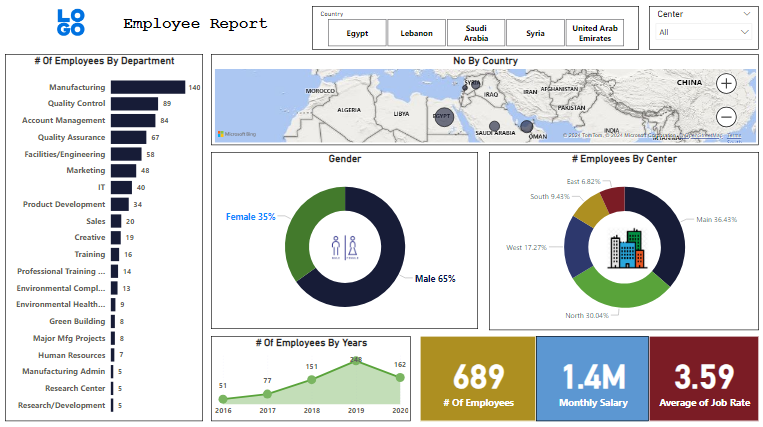 LO
GO
Employee Report
Country
Egypt
Lebanon
Saudi
Arabia
Syria
United Arab
Emirates
Center
All
# Of Employees By Department
Manufacturing 140
Quality Control 89
Account Management 84
Quality Assurance 67
Facilities/Engineering 58
Marketing 48
IT 40
Product Development 34
Sales 20
Creative 19
Training 16
Professional Training ... 14
Environmental Compl... 13
Environmental Health... 9
Green Building 8
Major Mfg Projects 8
Human Resources 7
Manufacturing Admin 5
Research Center 5
Research/Development 5
No By Country
MOROCCO
ALGERIA
LIBYA
EGYPT
SYRIA
IRAQ
SAUDI ARABIA
IRAN
AFGHANISTAN
PAKISTAN
OMAN
INDIA
CHINA
Microsoft Bing
© 2024 TomTom, © 2024 Microsoft Corporation, © OpenStreetMap Terms
Gender
Female 35%
Male 65%
# Employees By Center
East 6.82%
South 9.43%
West 17.27%
North 30.04%
Main 36.43%
# Of Employees By Years
51
77
151
248
162
2016
2017
2018
2019
2020
689
# Of Employees
1.4M
Monthly Salary
3.59
Average of Job Rate